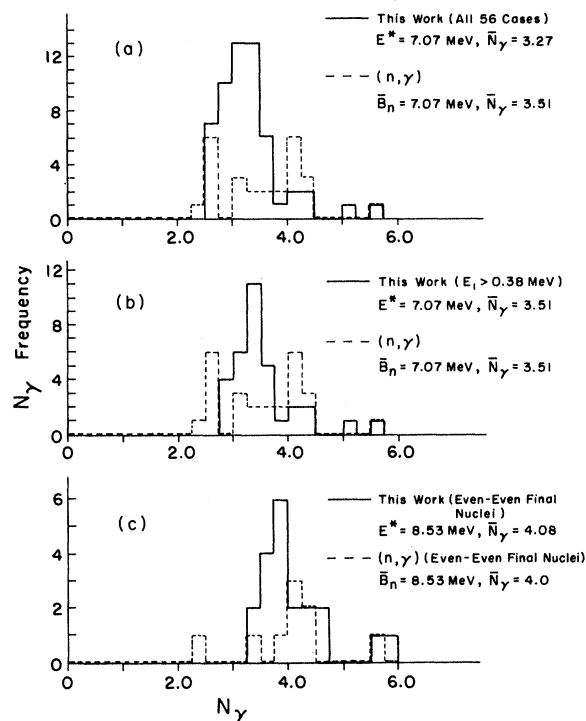 (a)
This Work (All 56 Cases)
E* = 7.07 MeV, N̄γ = 3.27
(n,γ)
B̄n = 7.07 MeV, N̄γ = 3.51
12
9
6
3
0
0 2.0 4.0 6.0
(b)
This Work (E₁ > 0.38 MeV)
E* = 7.07 MeV, N̄γ = 3.51
(n,γ)
B̄n = 7.07 MeV, N̄γ = 3.51
12
8
4
0
0 2.0 4.0 6.0
Nγ Frequency
(c)
This Work (Even-Even Final
Nuclei)
E* = 8.53 MeV, N̄γ = 4.08
(n,γ) (Even-Even Final Nuclei)
B̄n = 8.53 MeV, N̄γ = 4.0
6
4
2
0
0 2.0 4.0 6.0
Nγ